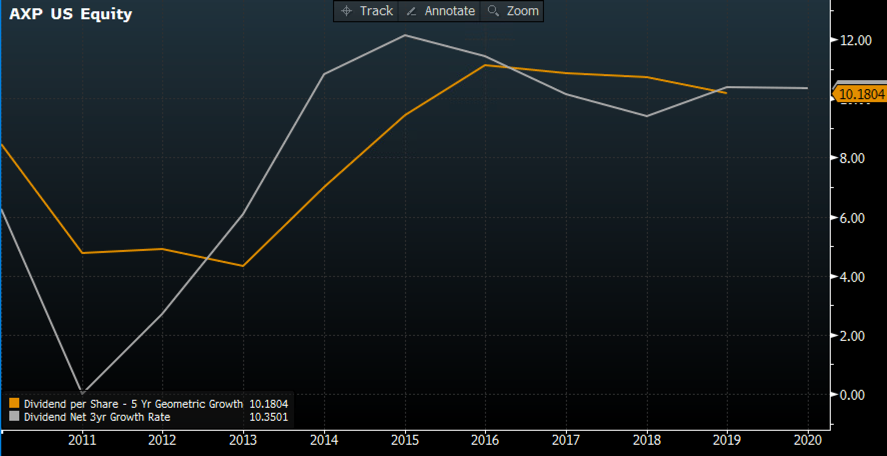 AXP US Equity
Track Annotate Zoom
12.00
10.1804
8.00
6.00
4.00
2.00
0.00
Dividend per Share - 5 Yr Geometric Growth 10.1804
Dividend Net 3yr Growth Rate 10.3501
2011 2012 2013 2014 2015 2016 2017 2018 2019 2020